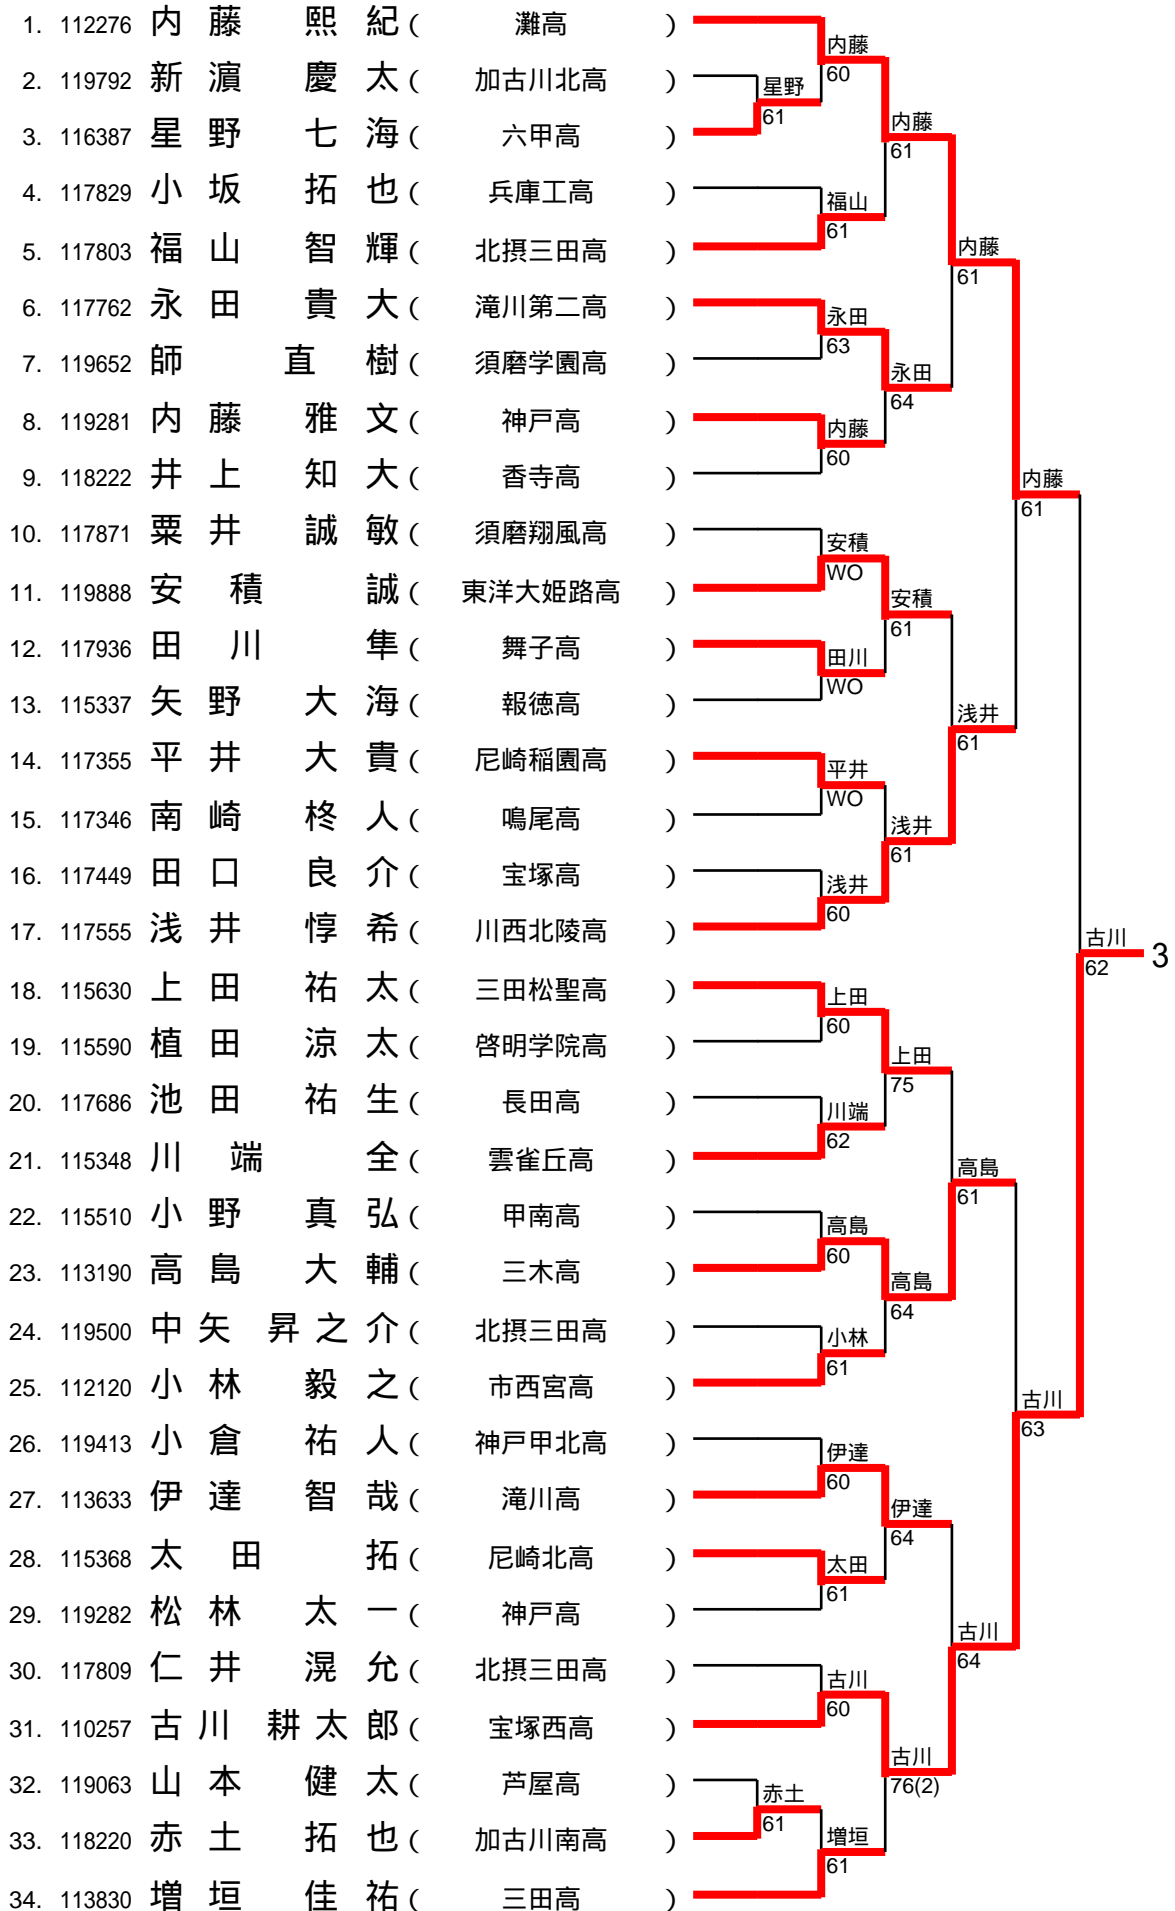 1. 112276 内藤 熙紀 ( 灘高 )
2. 119792 新濵 慶太 ( 加古川北高 )
3. 116387 星野 七海 ( 六甲高 )
4. 117829 小坂 拓也 ( 兵庫工高 )
5. 117803 福山 智輝 ( 北摂三田高 )
6. 117762 永田 貴大 ( 滝川第二高 )
7. 119652 師 直樹 ( 須磨学園高 )
8. 119281 内藤 雅文 ( 神戸高 )
9. 118222 井上 知大 ( 香寺高 )
10. 117871 粟井 誠敏 ( 須磨翔風高 )
11. 119888 安積 誠 ( 東洋大姫路高 )
12. 117936 田川 隼 ( 舞子高 )
13. 115337 矢野 大海 ( 報徳高 )
14. 117355 平井 大貴 ( 尼崎稲園高 )
15. 117346 南崎 柊人 ( 鳴尾高 )
16. 117449 田口 良介 ( 宝塚高 )
17. 117555 浅井 惇希 ( 川西北陵高 )
18. 115630 上田 祐太 ( 三田松聖高 )
19. 115590 植田 涼太 ( 啓明学院高 )
20. 117686 池田 祐生 ( 長田高 )
21. 115348 川端 全 ( 雲雀丘高 )
22. 115510 小野 真弘 ( 甲南高 )
23. 113190 高島 大輔 ( 三木高 )
24. 119500 中矢 昇之介 ( 北摂三田高 )
25. 112120 小林 毅之 ( 市西宮高 )
26. 119413 小倉 祐人 ( 神戸甲北高 )
27. 113633 伊達 智哉 ( 滝川高 )
28. 115368 太田 拓 ( 尼崎北高 )
29. 119282 松林 太一 ( 神戸高 )
30. 117809 仁井 滉允 ( 北摂三田高 )
31. 110257 古川 耕太郎 ( 宝塚西高 )
32. 119063 山本 健太 ( 芦屋高 )
33. 118220 赤土 拓也 ( 加古川南高 )
34. 113830 増垣 佳祐 ( 三田高 )
星野
61
赤土
61
内藤
60
福山
61
永田
63
内藤
60
安積
WO
田川
WO
平井
WO
浅井
60
上田
60
川端
62
高島
60
小林
61
伊達
60
太田
61
古川
60
増垣
61
内藤
61
永田
64
安積
61
浅井
61
上田
75
高島
64
伊達
64
古川
76(2)
内藤
61
浅井
61
高島
61
古川
64
内藤
61
古川
63
古川
62
3